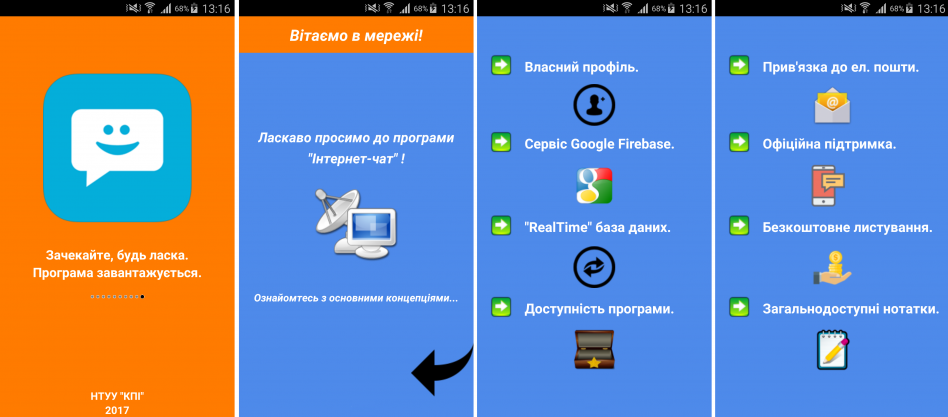 68% 13:16
Зачекайте, будь ласка.
Програма завантажується.
НТУУ "КПІ"
2017
68% 13:16
Вітаємо в мережі!
Ласкаво просимо до програми
"Інтернет-чат" !
Ознайомтесь з основними концепціями...
68% 13:16
Власний профіль.
Сервіс Google Firebase.
g
"RealTime" база даних.
Доступність програми.
68% 13:16
Прив'язка до ел. пошти.
@
Офіційна підтримка.
Безкоштовне листування.
Загальнодоступні нотатки.